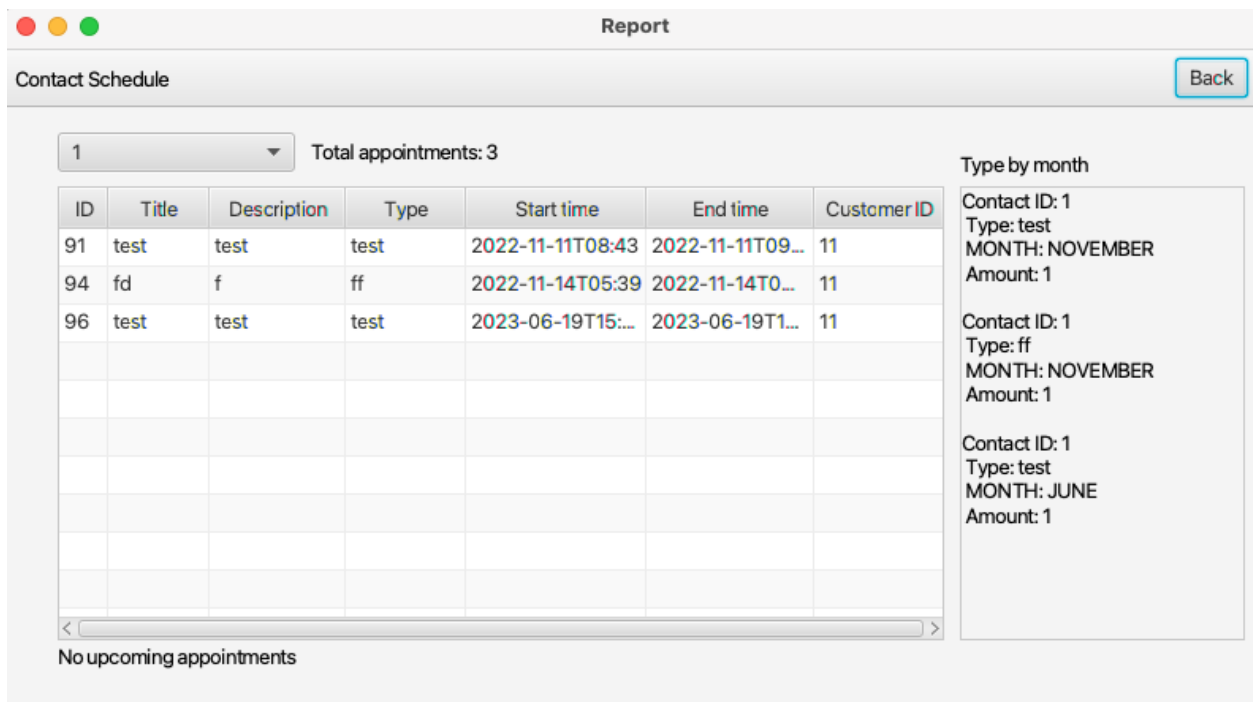 Report
Contact Schedule Back
1 Total appointments: 3
ID Title Description Type Start time End time Customer ID
91 test test test 2022-11-11T08:43 2022-11-11T09... 11
94 fd f ff 2022-11-14T05:39 2022-11-14T0... 11
96 test test test 2023-06-19T15:... 2023-06-19T1... 11
No upcoming appointments
Type by month
Contact ID: 1
Type: test
MONTH: NOVEMBER
Amount: 1
Contact ID: 1
Type: ff
MONTH: NOVEMBER
Amount: 1
Contact ID: 1
Type: test
MONTH: JUNE
Amount: 1